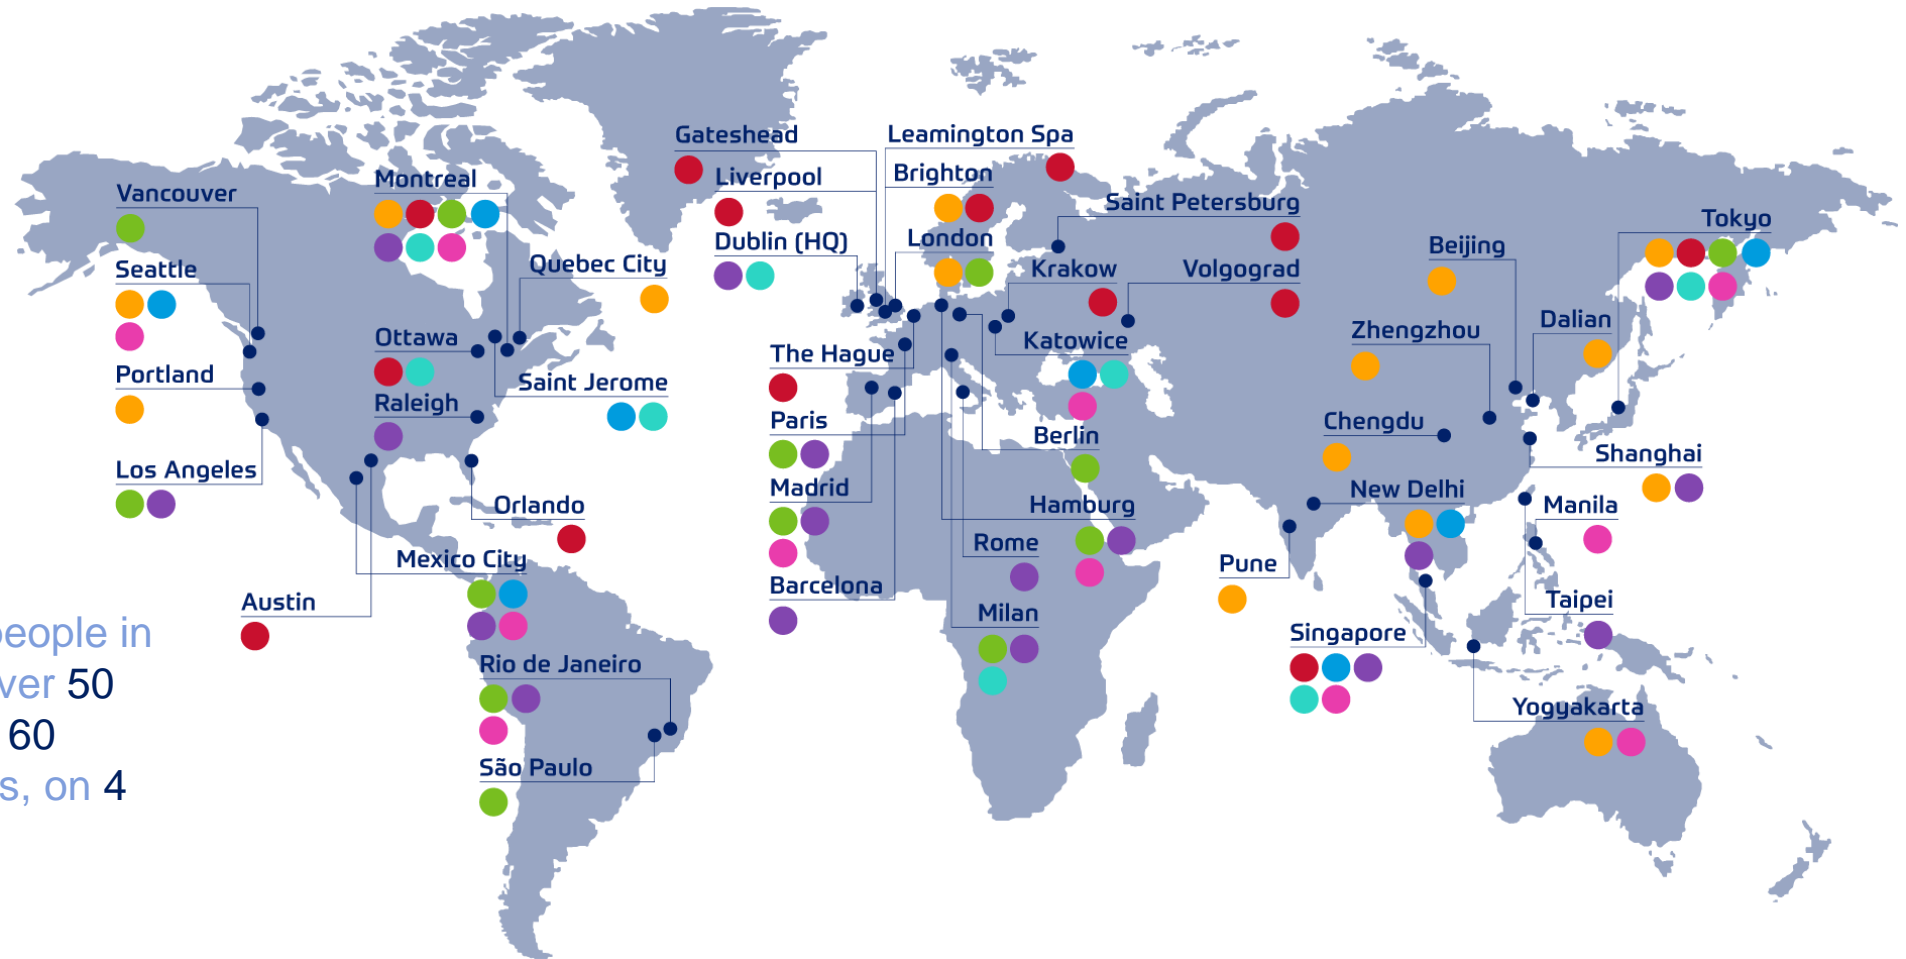 Gateshead
Leamington Spa
Liverpool
Brighton
Vancouver
Montreal
Saint Petersburg
Tokyo
Dublin (HQ)
London
Beijing
Seattle
Quebec City
Krakow
Volgograd
Zhengzhou
Dalian
Ottawa
Katowice
The Hague
Portland
Saint Jerome
Raleigh
Paris
Chengdu
Berlin
Shanghai
Los Angeles
Madrid
New Delhi
Orlando
Hamburg
Manila
Rome
Mexico City
Pune
Barcelona
Austin
Taipei
Milan
people in
ver 50
60
s, on 4
Singapore
Rio de Janeiro
Yogyakarta
São Paulo